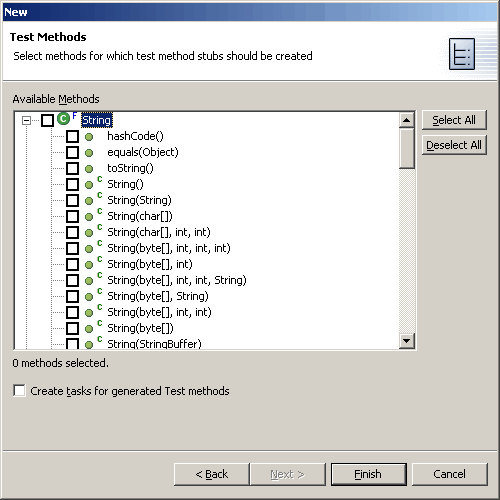 New
Test Methods
Select methods for which test method stubs should be created
Available Methods
C F String
hashCode()
equals(Object)
toString()
C String()
C String(String)
C String(char[])
C String(char[], int, int)
C String(byte[], int, int, int)
C String(byte[], int)
C String(byte[], int, int, String)
C String(byte[], String)
C String(byte[], int, int)
C String(byte[])
C String(StringBuffer)
Select All
Deselect All
0 methods selected.
Create tasks for generated Test methods
< Back Next > Finish Cancel